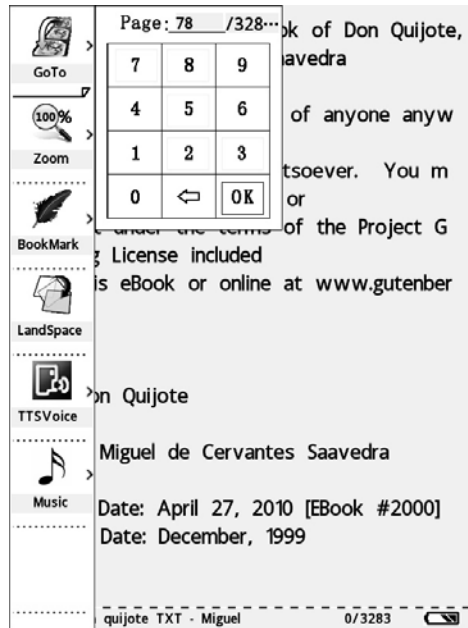 Page: 78 /328...
7 8 9
4 5 6
1 2 3
0 ⇦ OK
GoTo
100%
Zoom
BookMark
LandSpace
TTSVoice
Music
ok of Don Quijote,
avedra
of anyone anyw
tsoever. You m
or
t under the terms of the Project G
g License included
is eBook or online at www.gutenber
on Quijote
Miguel de Cervantes Saavedra
Date: April 27, 2010 [EBook #2000]
Date: December, 1999
quijote TXT - Miguel 0/3283